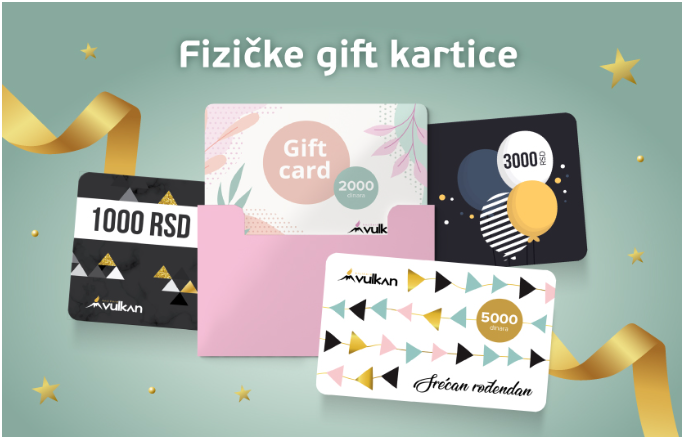 Fizičke gift kartice
Gift
card
2000
dinara
vulkan
3000
RSD
1000 RSD
vulkan
vulkan
5000
dinara
Srećan rođendan